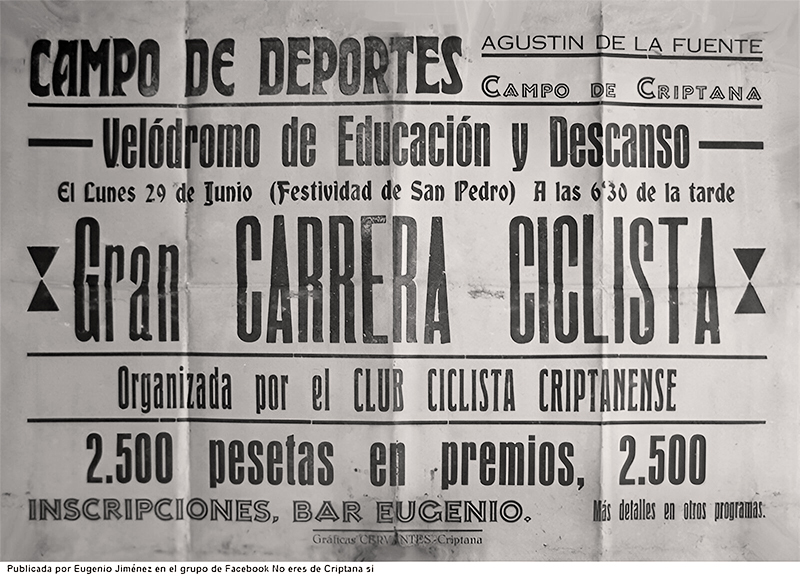 CAMPO DE DEPORTES
AGUSTIN DE LA FUENTE
CAMPO DE CRIPTANA
Velódromo de Educación y Descanso
El Lunes 29 de Junio (Festividad de San Pedro) A las 6'30 de la tarde
Gran CARRERA CICLISTA
Organizada por el CLUB CICLISTA CRIPTANENSE
2.500 pesetas en premios, 2.500
INSCRIPCIONES, BAR EUGENIO.
Más detalles en otros programas.
Gráficas CERVANTES.-Criptana
Publicada por Eugenio Jiménez en el grupo de Facebook No eres de Criptana si